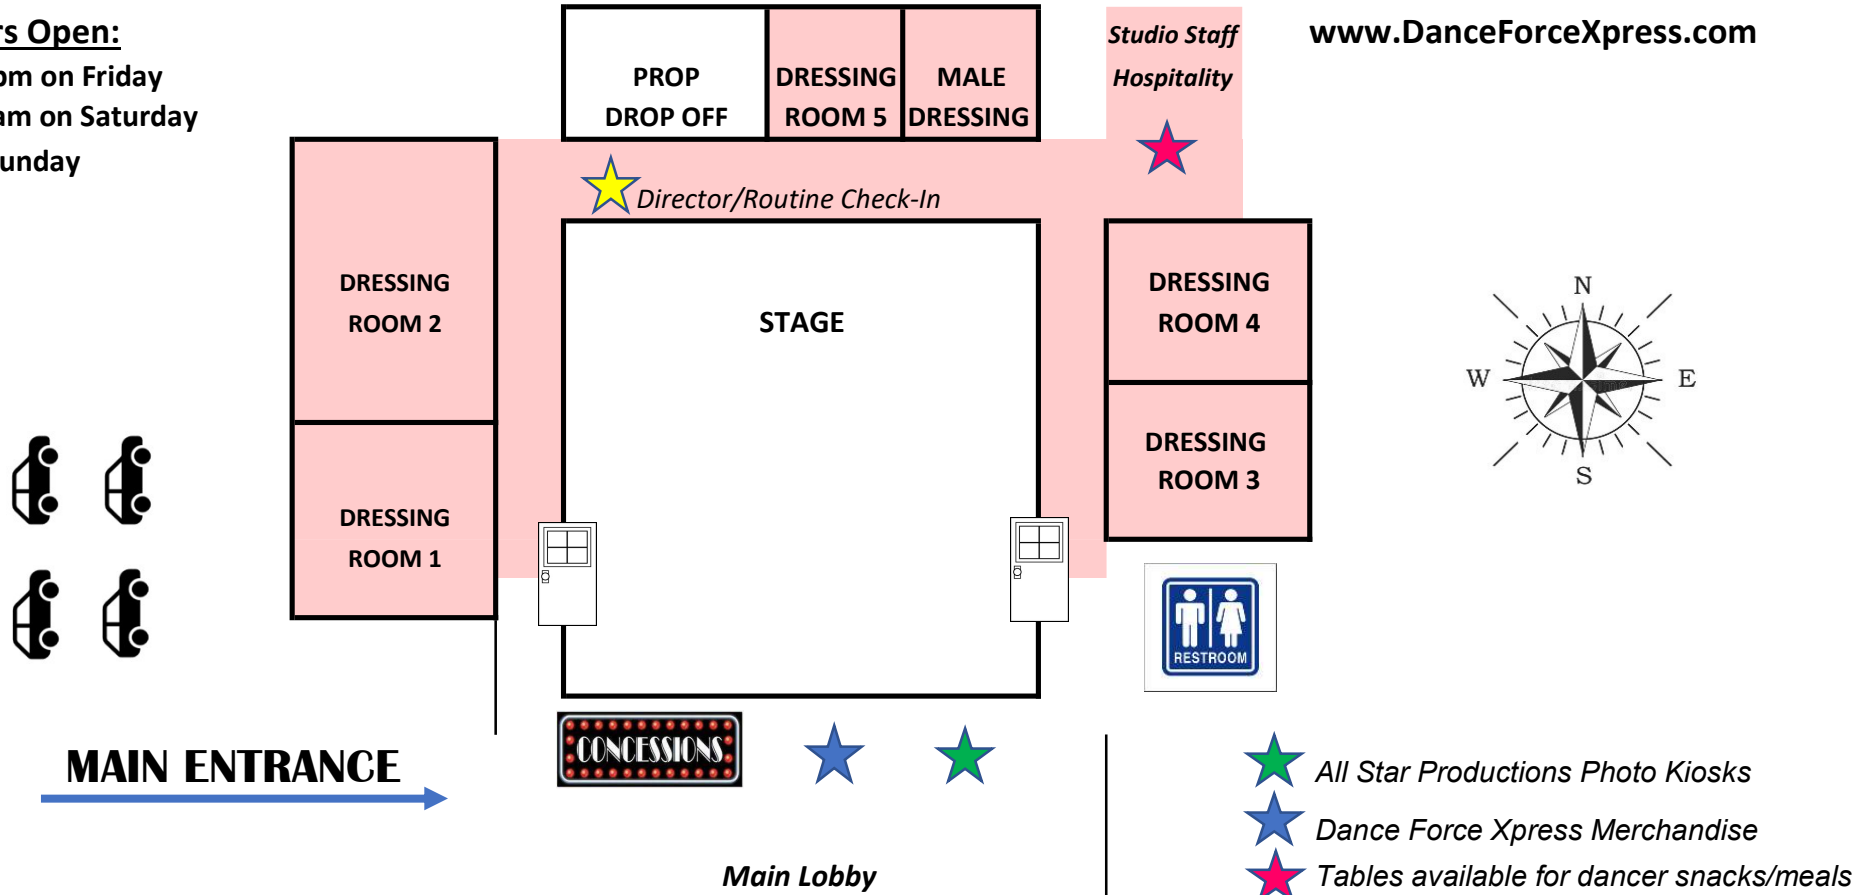 rs Open:
pm on Friday
am on Saturday
unday
www.DanceForceXpress.com
PROP
DROP OFF
DRESSING
ROOM 5
MALE
DRESSING
Studio Staff
Hospitality
Director/Routine Check-In
DRESSING
ROOM 2
STAGE
DRESSING
ROOM 4
N
W
E
S
DRESSING
ROOM 3
DRESSING
ROOM 1
RESTROOM
CONCESSIONS
MAIN ENTRANCE
All Star Productions Photo Kiosks
Dance Force Xpress Merchandise
Tables available for dancer snacks/meals
Main Lobby